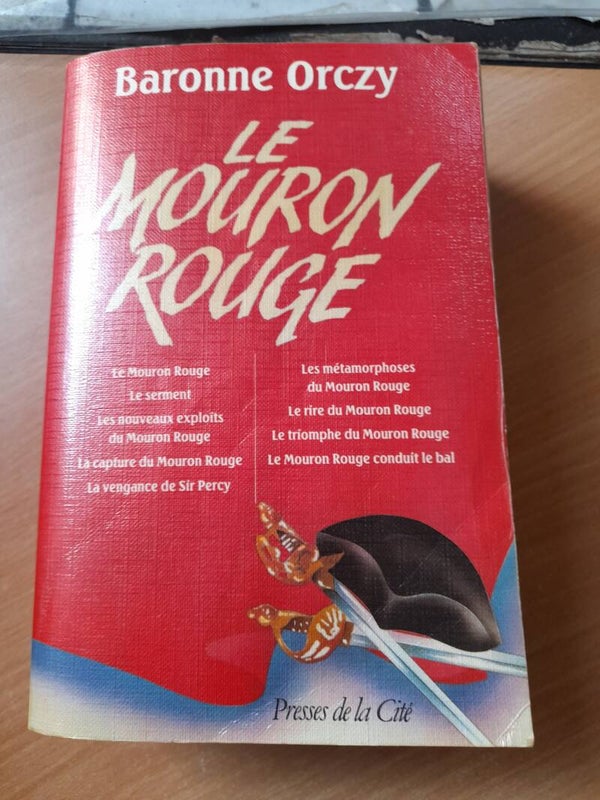 Baronne Orczy
LE
MOURON
ROUGE
Le Mouron Rouge
Le serment
Les nouveaux exploits
du Mouron Rouge
La capture du Mouron Rouge
La vengance de Sir Percy
Les métamorphoses
du Mouron Rouge
Le rire du Mouron Rouge
Le triomphe du Mouron Rouge
Le Mouron Rouge conduit le bal
Presses de la Cité